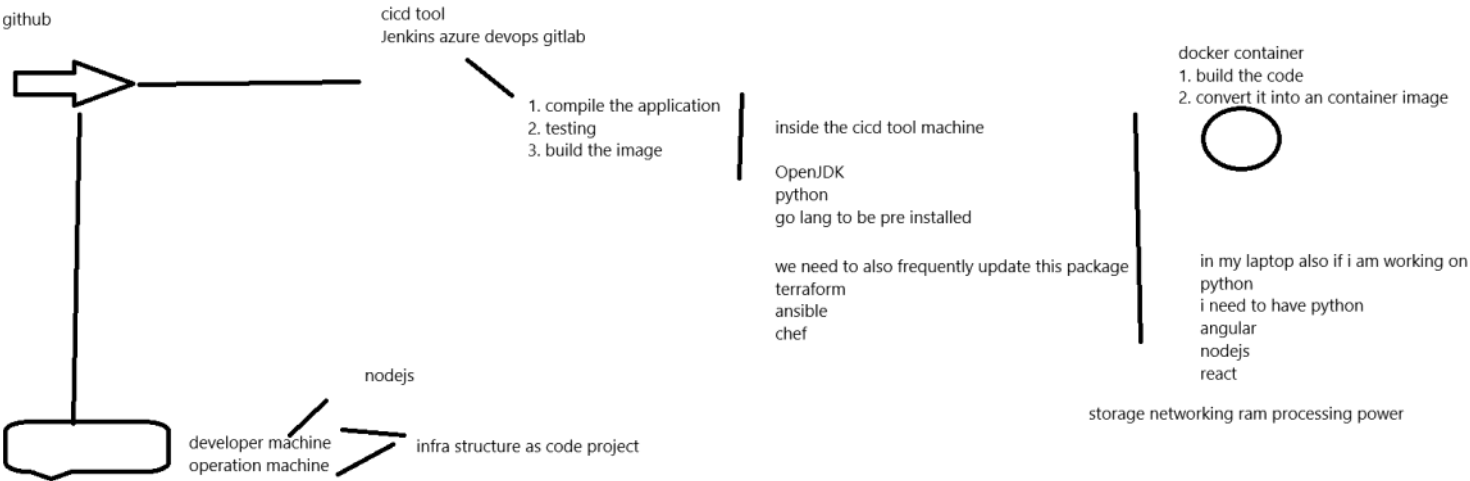 github
cicd tool
Jenkins azure devops gitlab
1. compile the application
2. testing
3. build the image
inside the cicd tool machine
OpenJDK
python
go lang to be pre installed
we need to also frequently update this package
terraform
ansible
chef
docker container
1. build the code
2. convert it into an container image
in my laptop also if i am working on
python
i need to have python
angular
nodejs
react
storage networking ram processing power
nodejs
developer machine
operation machine
infra structure as code project